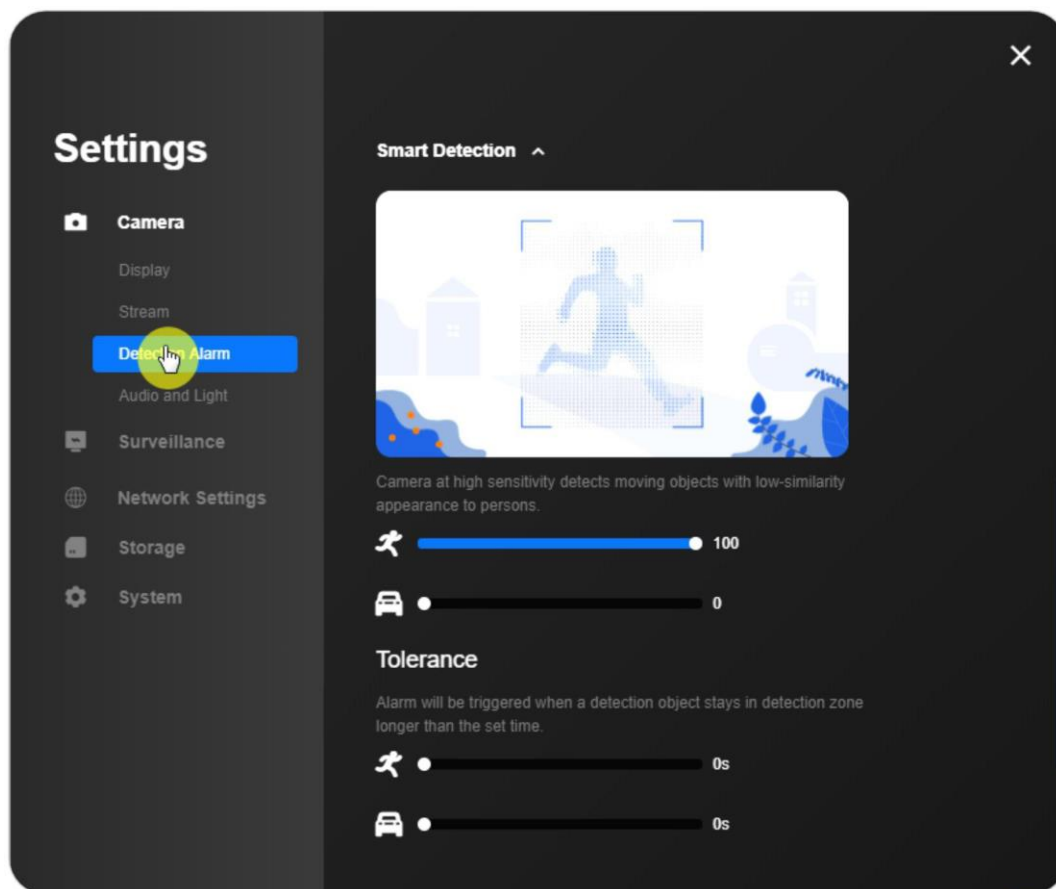 Settings
Camera
Display
Stream
Detection Alarm
Audio and Light
Surveillance
Network Settings
Storage
System
Smart Detection
Camera at high sensitivity detects moving objects with low-similarity
appearance to persons.
100
0
Tolerance
Alarm will be triggered when a detection object stays in detection zone
longer than the set time.
0s
0s